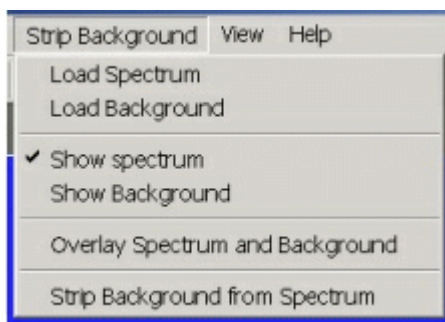 Strip Background View Help
Load Spectrum
Load Background
Show spectrum
Show Background
Overlay Spectrum and Background
Strip Background from Spectrum